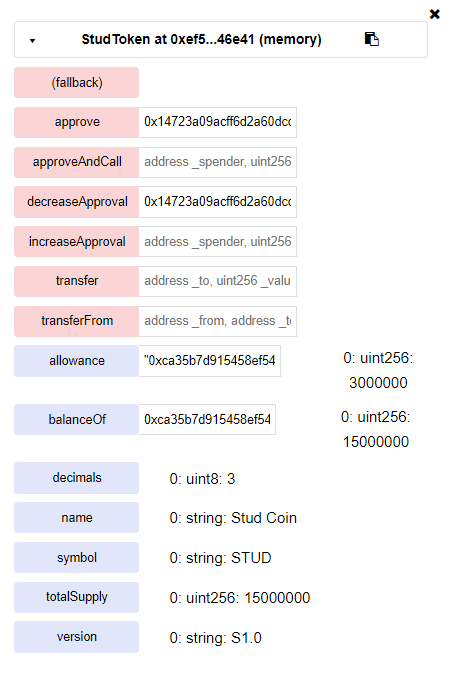 StudToken at 0xef5...46e41 (memory)
(fallback)
approve 0x14723a09acff6d2a60dcc
approveAndCall address _spender, uint256
decreaseApproval 0x14723a09acff6d2a60dcc
increaseApproval address _spender, uint256
transfer address _to, uint256 _valu
transferFrom address _from, address _to
allowance "0xca35b7d915458ef54 0: uint256:
3000000
balanceOf 0xca35b7d915458ef54 0: uint256:
15000000
decimals 0: uint8: 3
name 0: string: Stud Coin
symbol 0: string: STUD
totalSupply 0: uint256: 15000000
version 0: string: S1.0